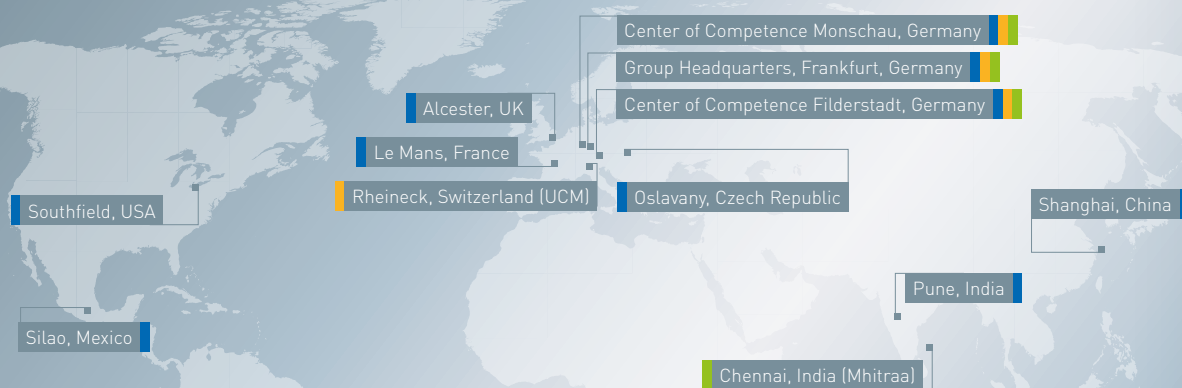 Center of Competence Monschau, Germany
Group Headquarters, Frankfurt, Germany
Center of Competence Filderstadt, Germany
Alcester, UK
Le Mans, France
Rheineck, Switzerland (UCM)
Oslavany, Czech Republic
Southfield, USA
Shanghai, China
Pune, India
Silao, Mexico
Chennai, India (Mhitraa)